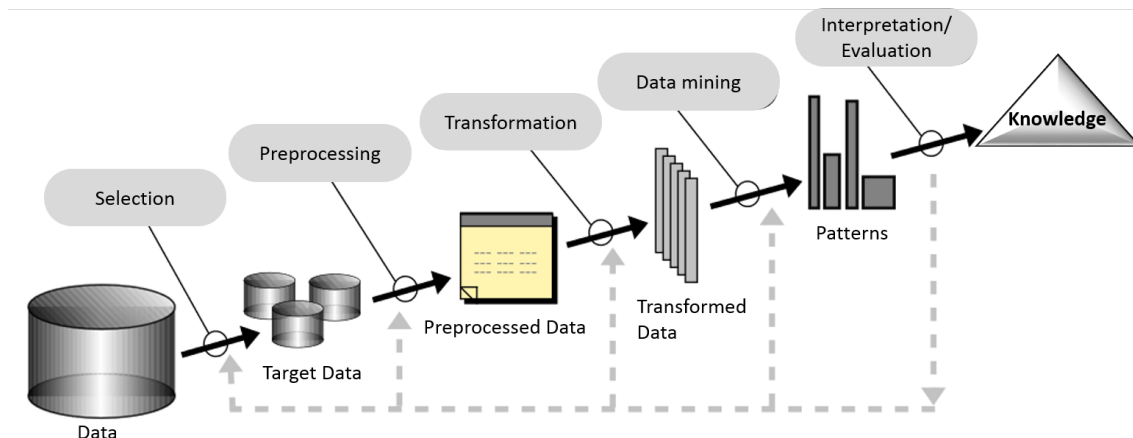 Interpretation/
Evaluation
Data mining
Knowledge
Transformation
Preprocessing
Selection
Patterns
Transformed
Data
Preprocessed Data
Target Data
Data